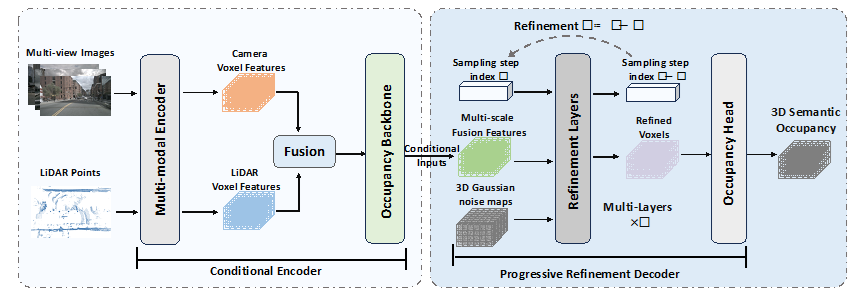 Refinement □= □− □
Multi-view Images
Camera
Voxel Features
Sampling step
index □
Sampling step
index □− □
Multi-modal Encoder
Fusion
Occupancy Backbone
Multi-scale
Fusion Features
Conditional
Inputs
Refinement Layers
Refined
Voxels
Occupancy Head
3D Semantic
Occupancy
LiDAR Points
LiDAR
Voxel Features
3D Gaussian
noise maps
Multi-Layers
×□
Conditional Encoder
Progressive Refinement Decoder